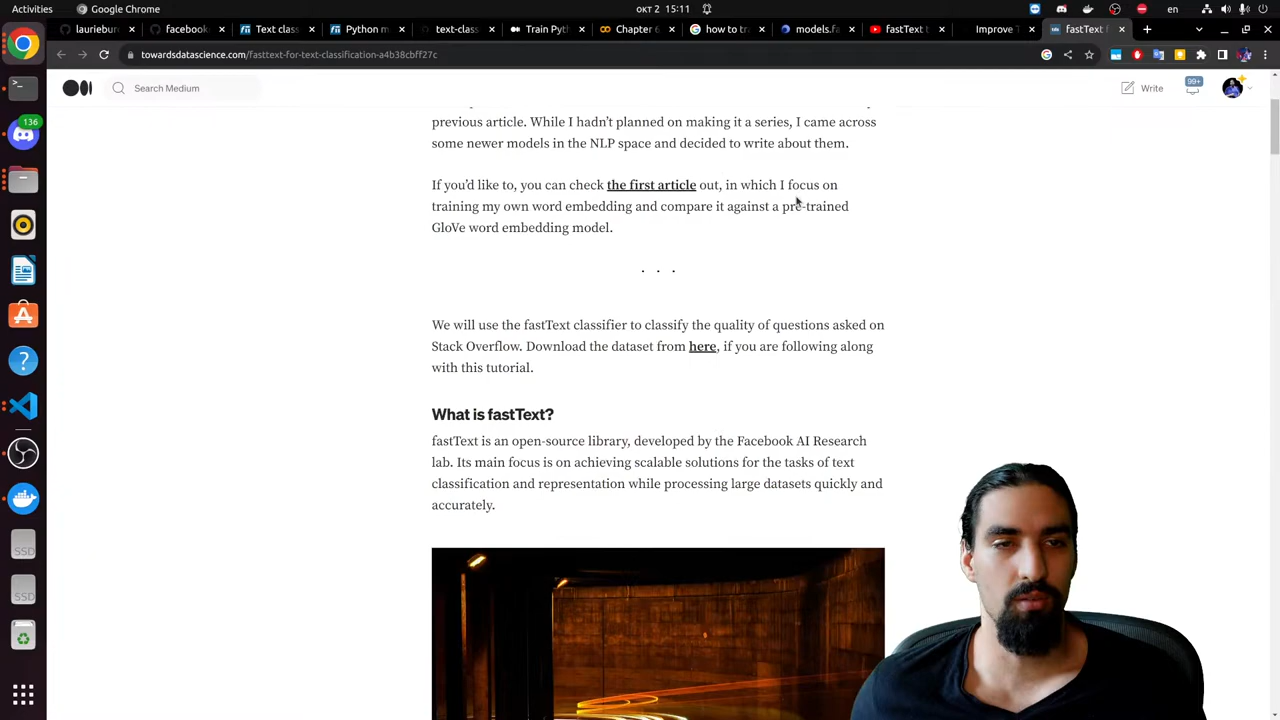 Activities Google Chrome окт 2 15:11 en
lauriebur facebook Text class Python m text-class Train Pyt Chapter 6 how to tra models.fa fastText t Improve T fasText f
towardsdatascience.com/fasttext-for-text-classification-a4b38cbff27c
Search Medium Write 99+
previous article. While I hadn’t planned on making it a series, I came across
some newer models in the NLP space and decided to write about them.
If you’d like to, you can check the first article out, in which I focus on
training my own word embedding and compare it against a pre-trained
GloVe word embedding model.
. . .
We will use the fastText classifier to classify the quality of questions asked on
Stack Overflow. Download the dataset from here, if you are following along
with this tutorial.
What is fastText?
fastText is an open-source library, developed by the Facebook AI Research
lab. Its main focus is on achieving scalable solutions for the tasks of text
classification and representation while processing large datasets quickly and
accurately.
136
SSD
SSD